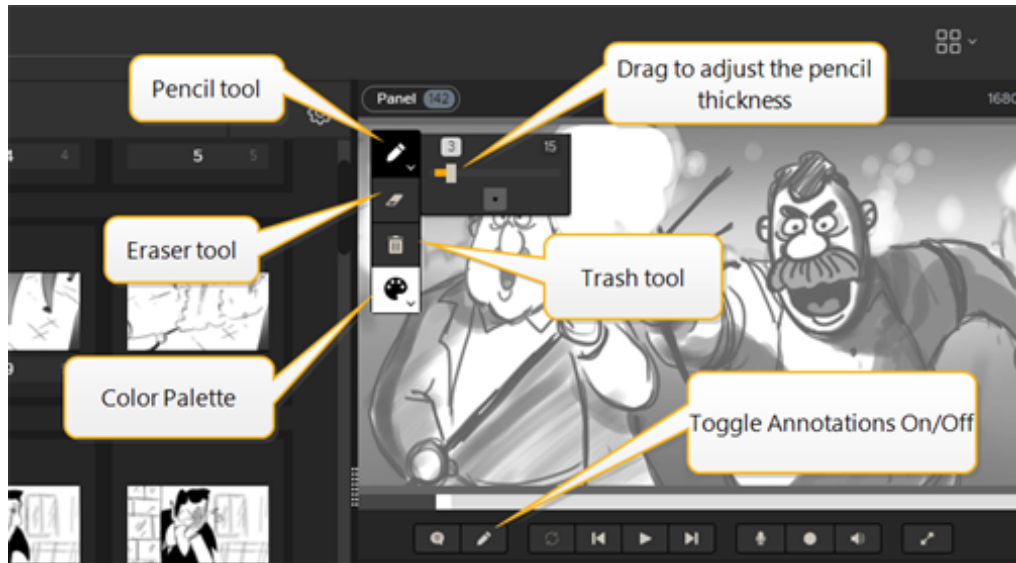 Pencil tool
Drag to adjust the pencil
thickness
Panel 142
1680
3 15
4 4 5 5
Eraser tool
Trash tool
9
Color Palette
Toggle Annotations On/Off